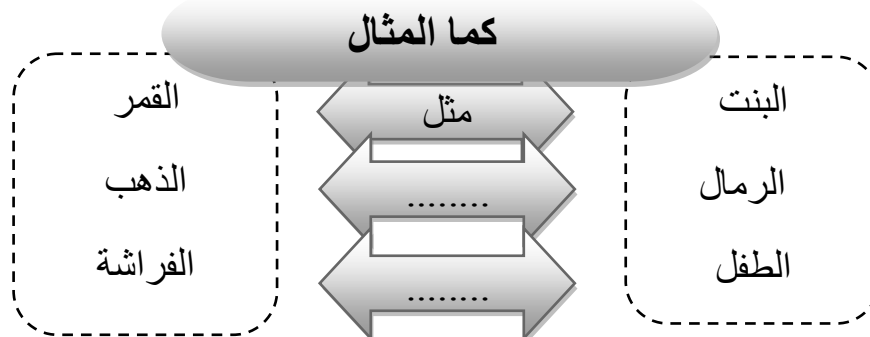 كما المثال
البنت مثل القمر
الرمال ........ الذهب
الطفل ........ الفراشة